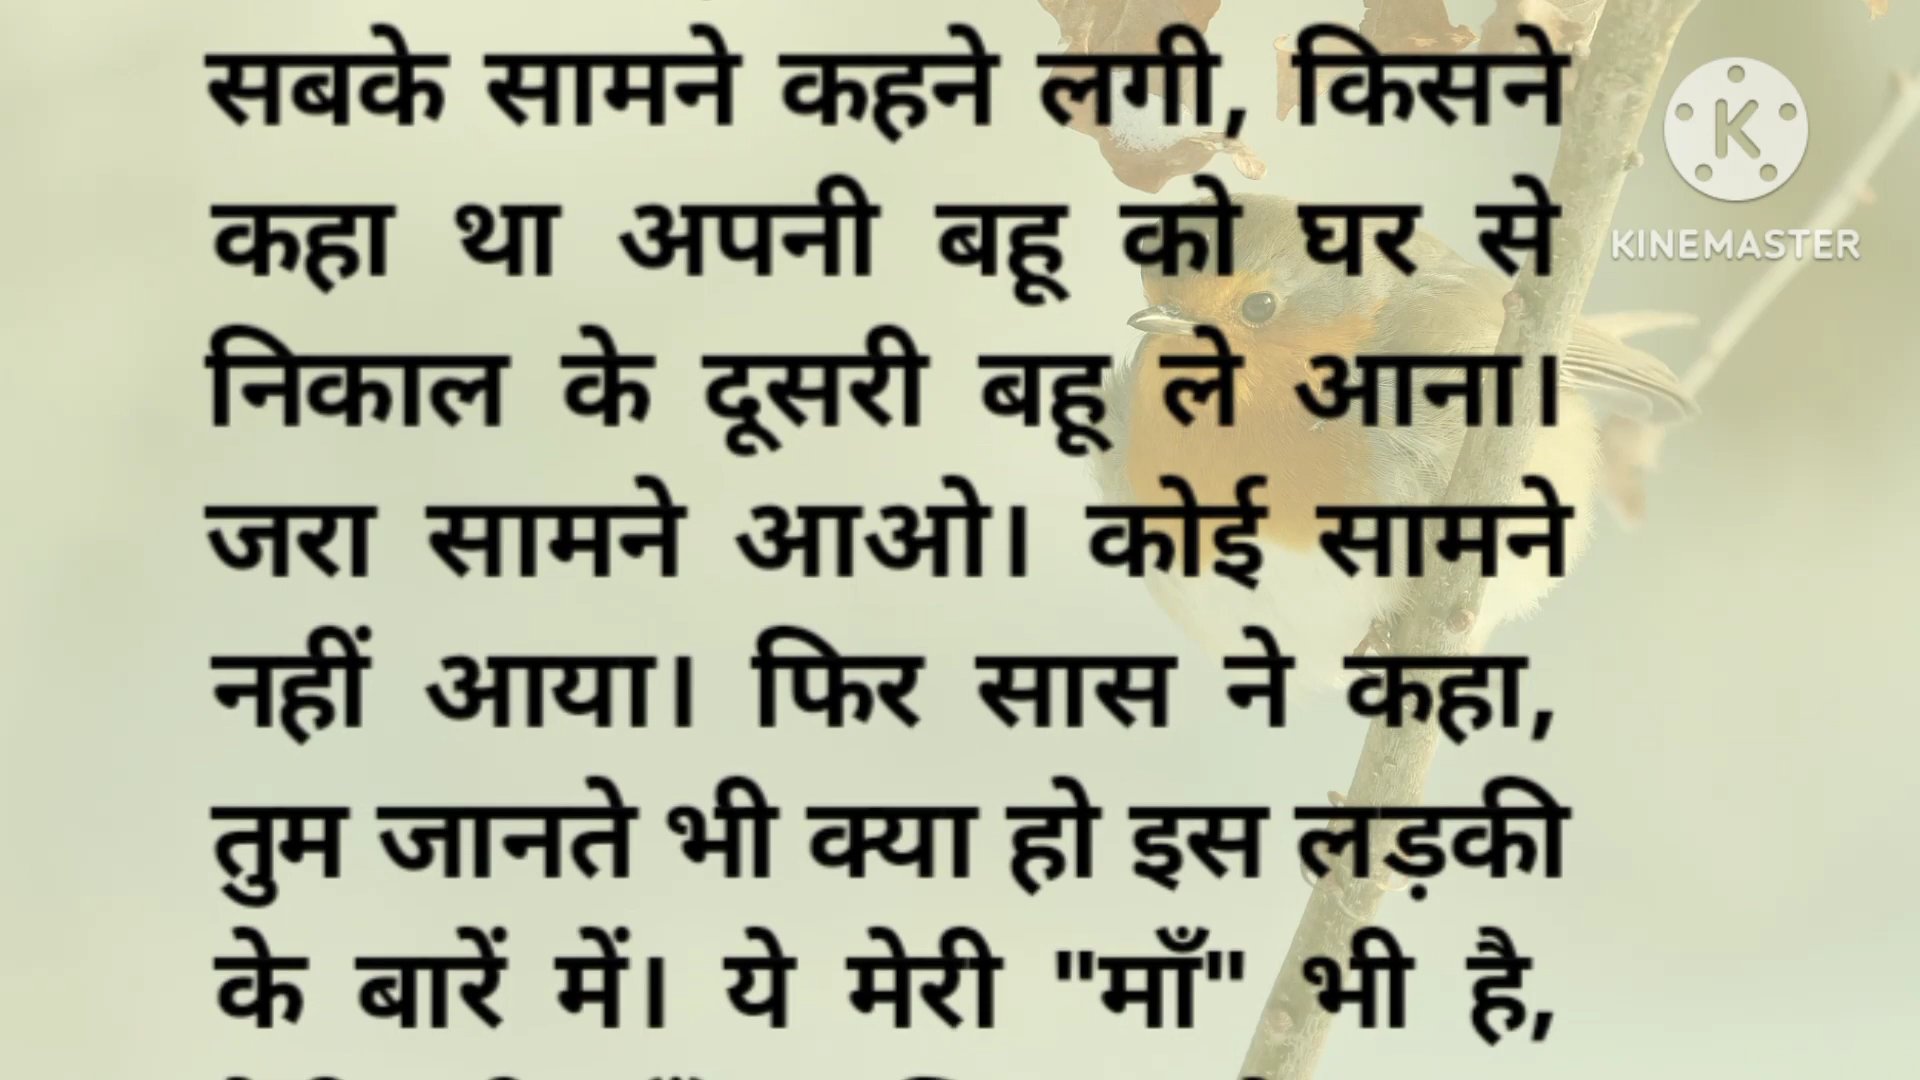 सबके सामने कहने लगी, किसने
कहा था अपनी बहू को घर से
निकाल के दूसरी बहू ले आना।
जरा सामने आओ। कोई सामने
नहीं आया। फिर सास ने कहा,
तुम जानते भी क्या हो इस लड़की
के बारें में। ये मेरी "माँ" भी है,
K
KINEMASTER